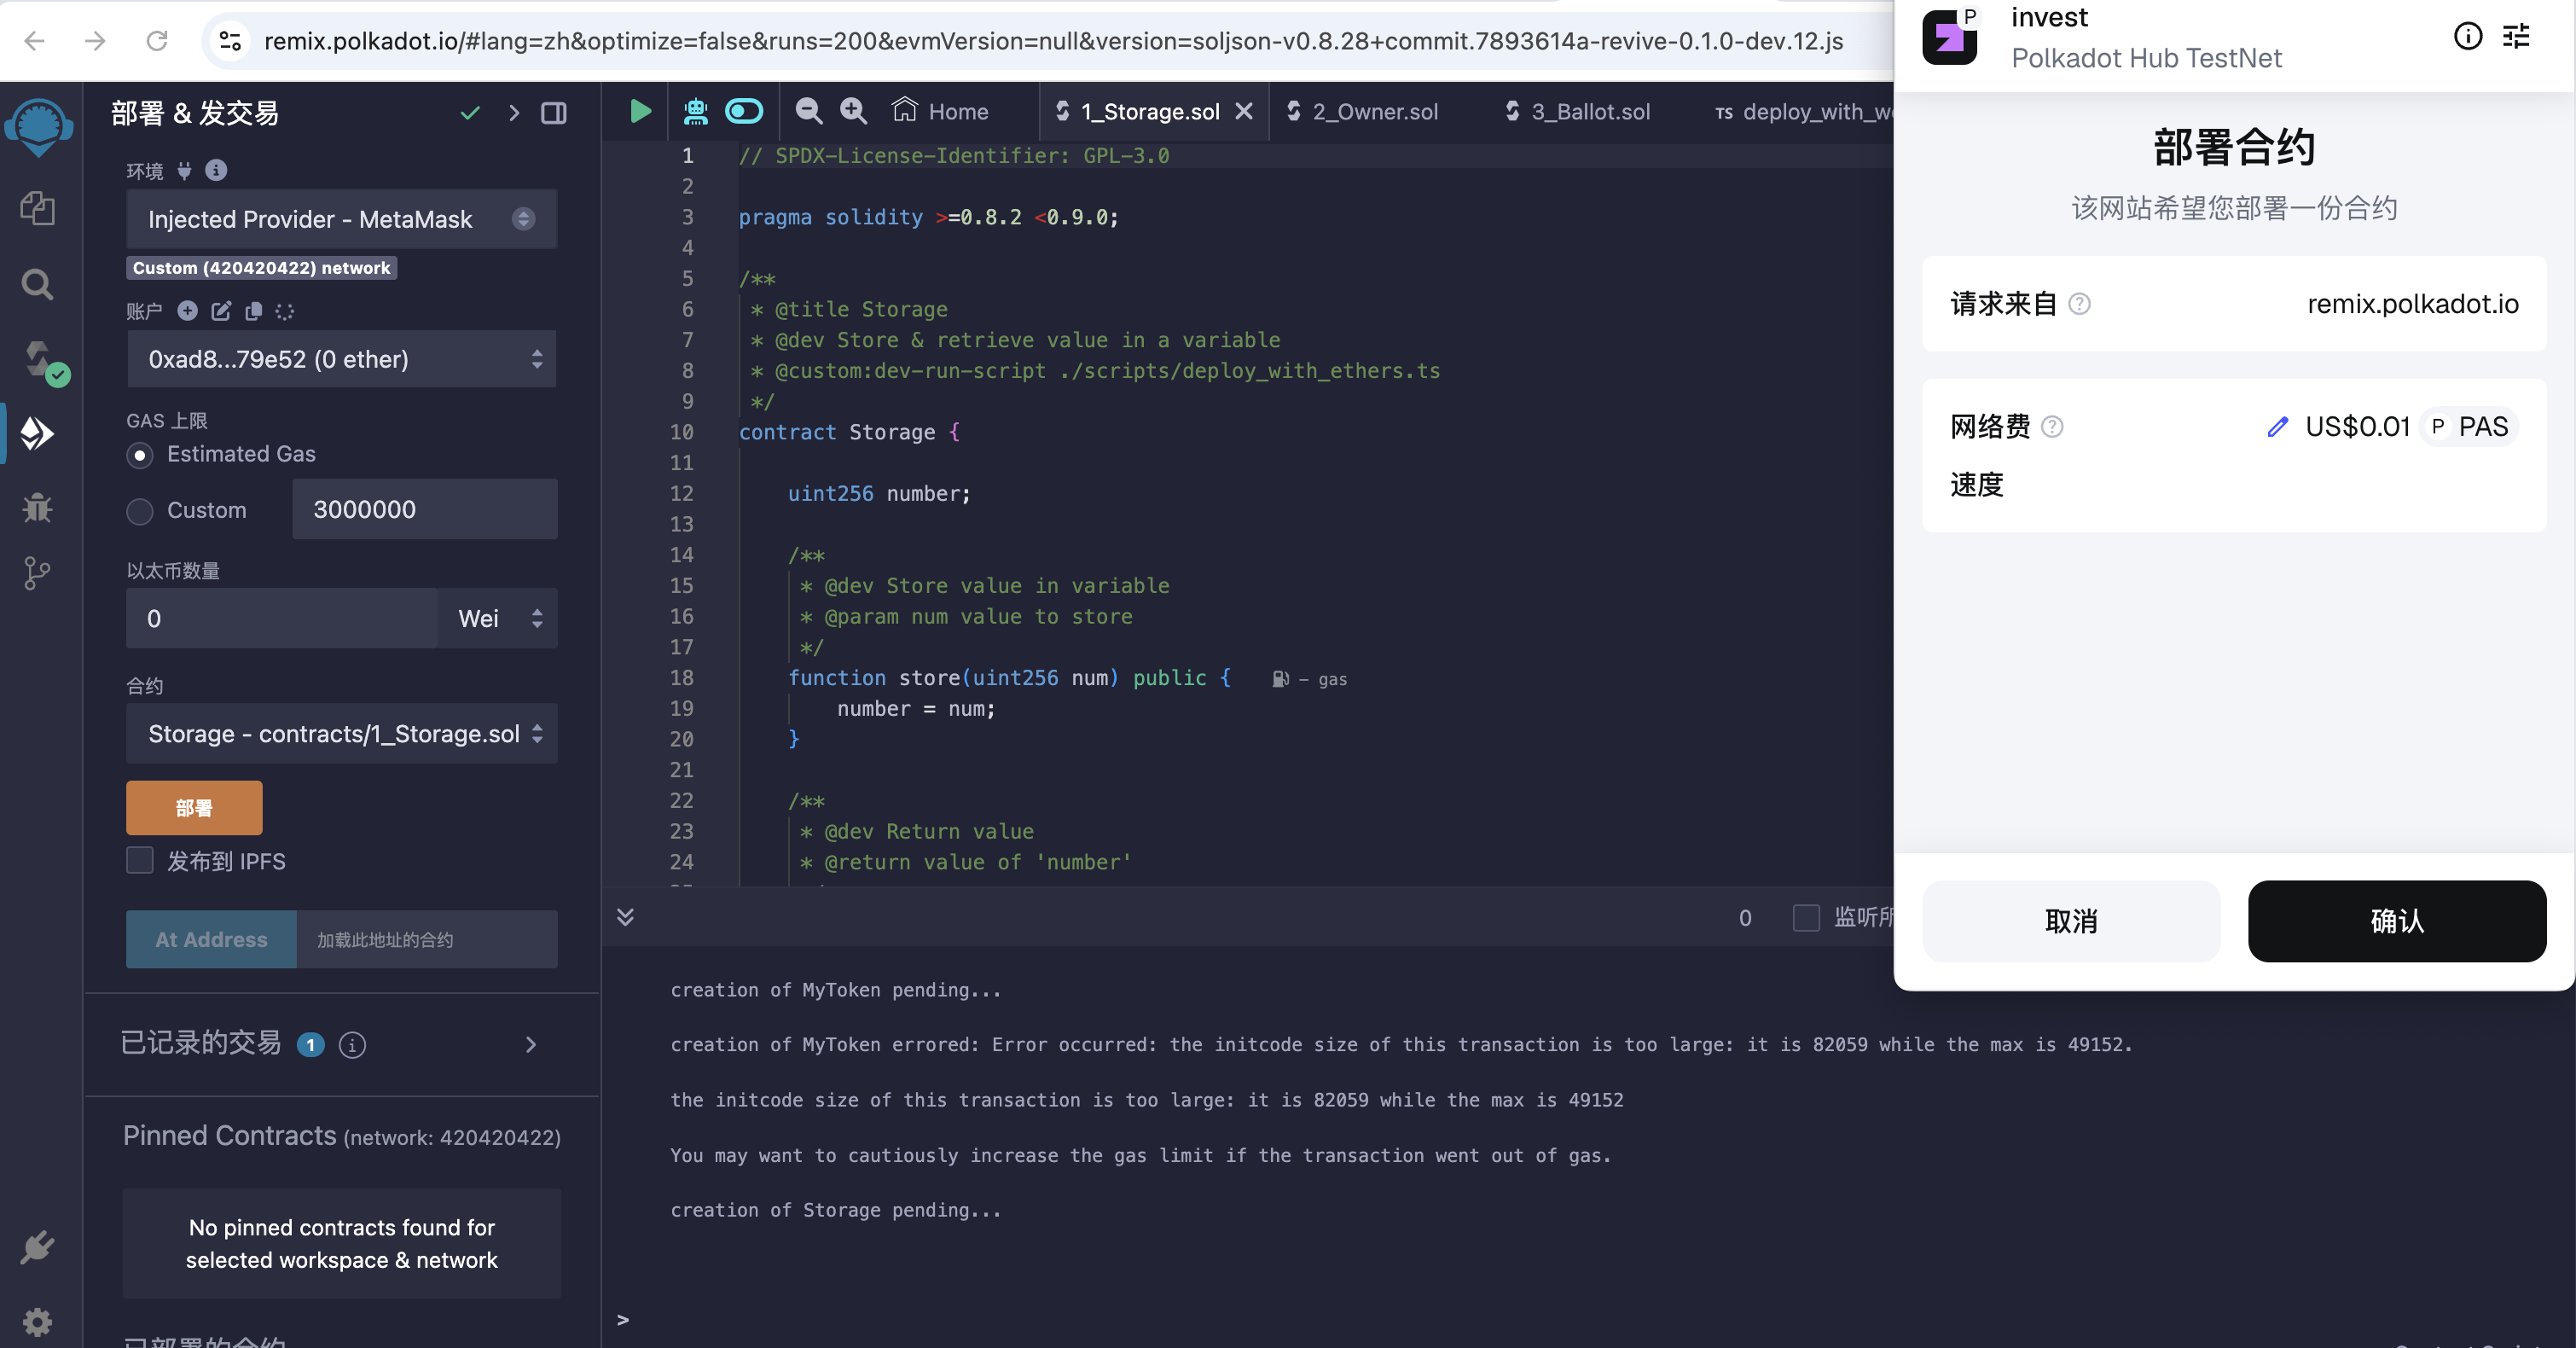 remix.polkadot.io/#lang=zh&optimize=false&runs=200&evmVersion=null&version=soljson-v0.8.28+commit.7893614a-revive-0.1.0-dev.12.js
部署 & 发交易
环境
Injected Provider - MetaMask
Custom (420420422) network
账户
0xad8...79e52 (0 ether)
GAS 上限
Estimated Gas
Custom
3000000
以太币数量
0
Wei
合约
Storage - contracts/1_Storage.sol
部署
发布到 IPFS
At Address
加载此地址的合约
已记录的交易
1
Pinned Contracts (network: 420420422)
No pinned contracts found for
selected workspace & network
已部署的合约
Home
1_Storage.sol
2_Owner.sol
3_Ballot.sol
TS deploy_with_w
1 // SPDX-License-Identifier: GPL-3.0
2
3 pragma solidity >=0.8.2 <0.9.0;
4
5 /**
6 * @title Storage
7 * @dev Store & retrieve value in a variable
8 * @custom:dev-run-script ./scripts/deploy_with_ethers.ts
9 */
10 contract Storage {
11
12 uint256 number;
13
14 /**
15 * @dev Store value in variable
16 * @param num value to store
17 */
18 function store(uint256 num) public { – gas
19 number = num;
20 }
21
22 /**
23 * @dev Return value
24 * @return value of 'number'
0
监听所
creation of MyToken pending...
creation of MyToken errored: Error occurred: the initcode size of this transaction is too large: it is 82059 while the max is 49152.
the initcode size of this transaction is too large: it is 82059 while the max is 49152
You may want to cautiously increase the gas limit if the transaction went out of gas.
creation of Storage pending...
>
P
invest
Polkadot Hub TestNet
部署合约
该网站希望您部署一份合约
请求来自
remix.polkadot.io
网络费
US$0.01
P PAS
速度
取消
确认